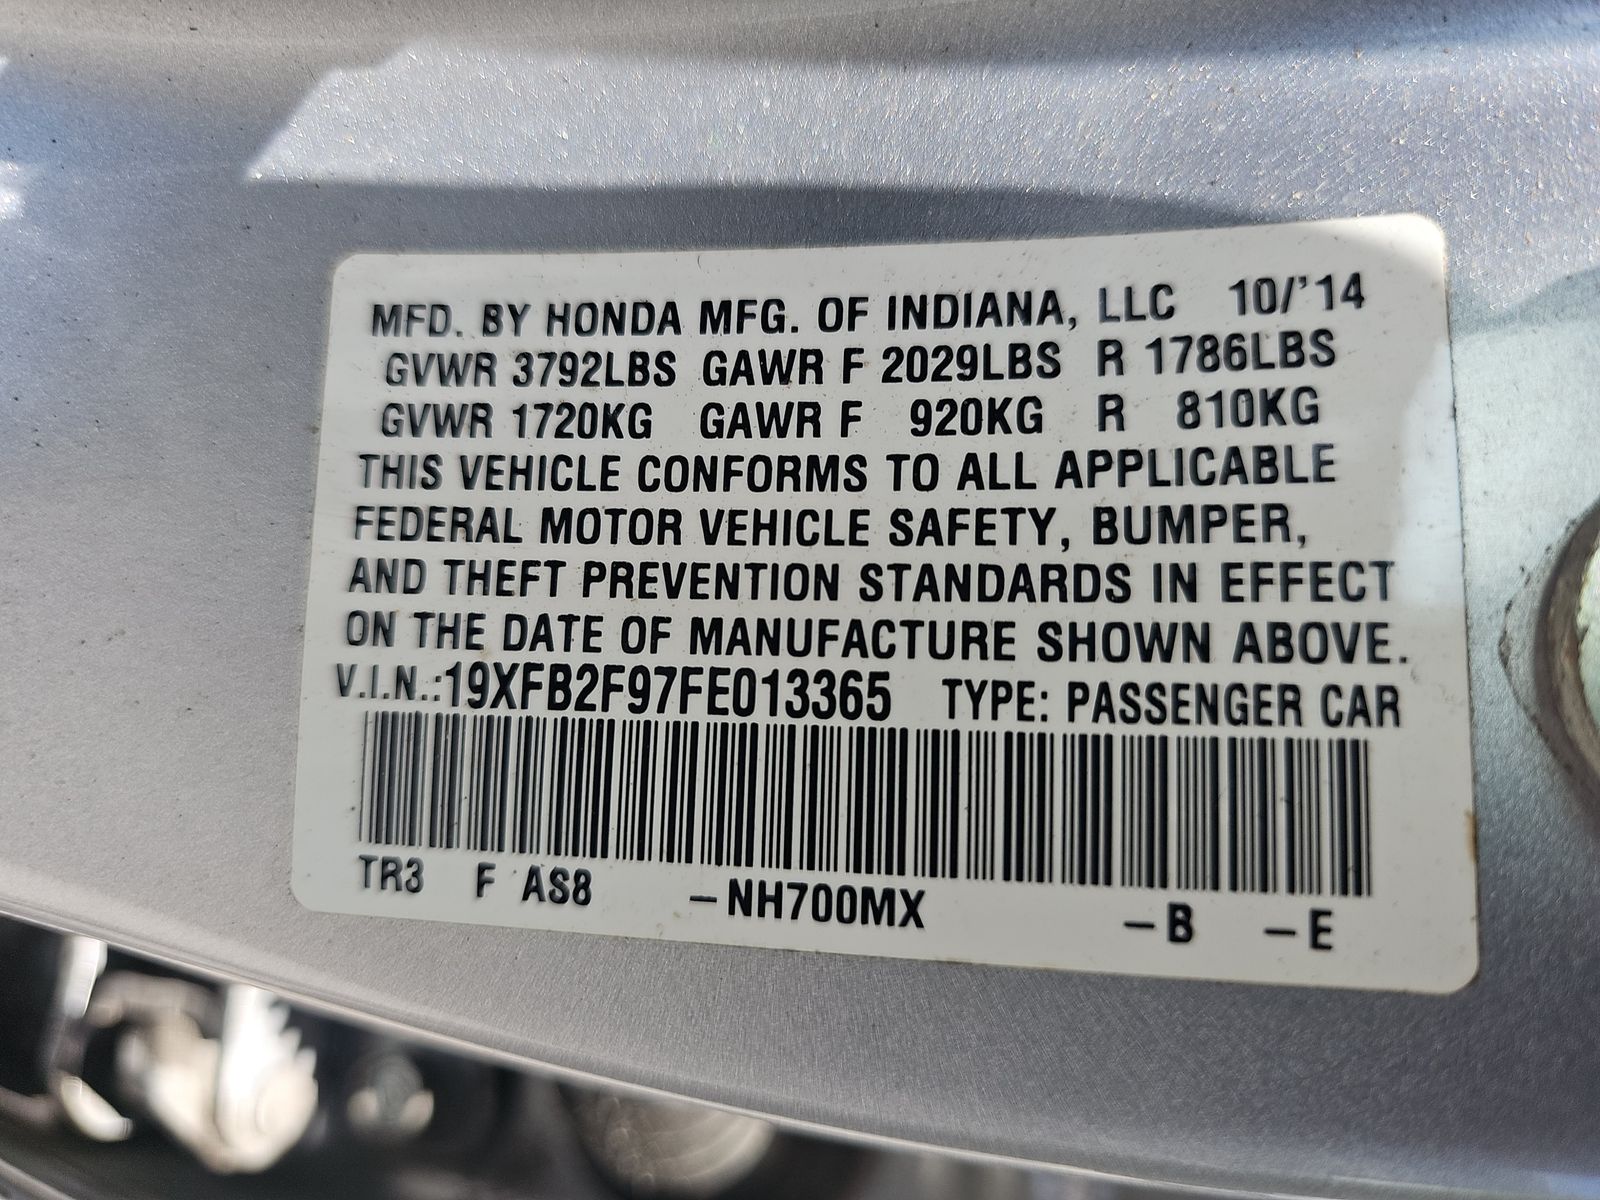 MFD. BY HONDA MFG. OF INDIANA, LLC 10/'14
GVWR 3792LBS GAWR F 2029LBS R 1786LBS
GVWR 1720KG GAWR F 920KG R 810KG
THIS VEHICLE CONFORMS TO ALL APPLICABLE
FEDERAL MOTOR VEHICLE SAFETY, BUMPER,
AND THEFT PREVENTION STANDARDS IN EFFECT
ON THE DATE OF MANUFACTURE SHOWN ABOVE.
V.I.N.:19XFB2F97FE013365 TYPE: PASSENGER CAR
TR3 F AS8 –NH700MX –B –E